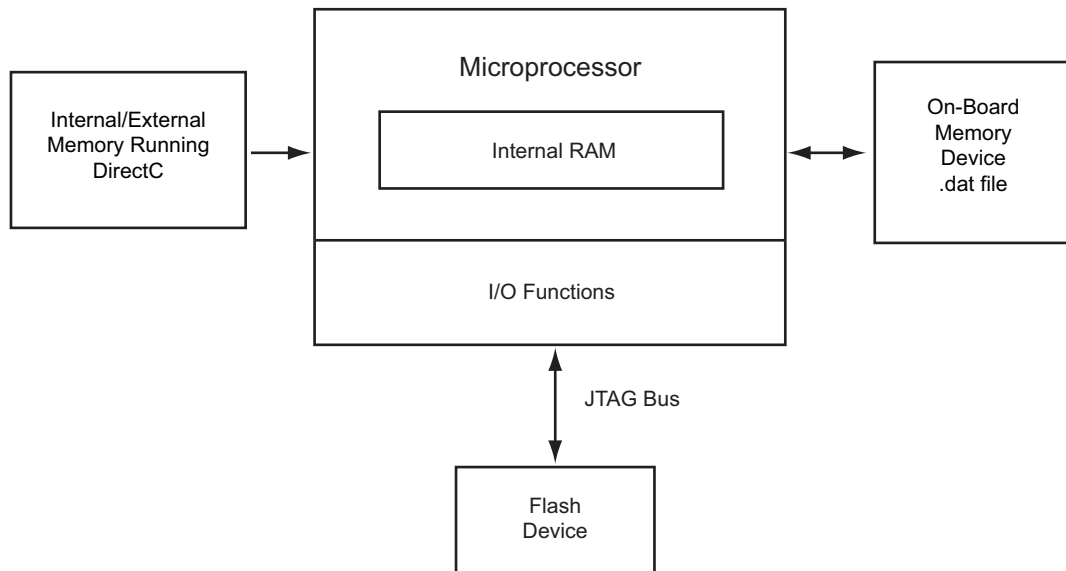 Microprocessor
Internal/External
Memory Running
DirectC
Internal RAM
On-Board
Memory
Device
.dat file
I/O Functions
JTAG Bus
Flash
Device